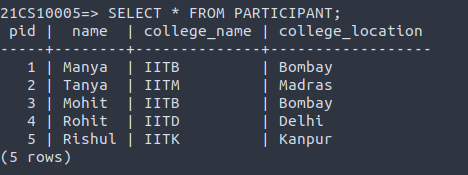 21CS10005=> SELECT * FROM PARTICIPANT;
 pid |  name  | college_name | college_location
-----+--------+--------------+------------------
   1 | Manya  | IITB         | Bombay
   2 | Tanya  | IITM         | Madras
   3 | Mohit  | IITB         | Bombay
   4 | Rohit  | IITD         | Delhi
   5 | Rishul | IITK         | Kanpur
(5 rows)